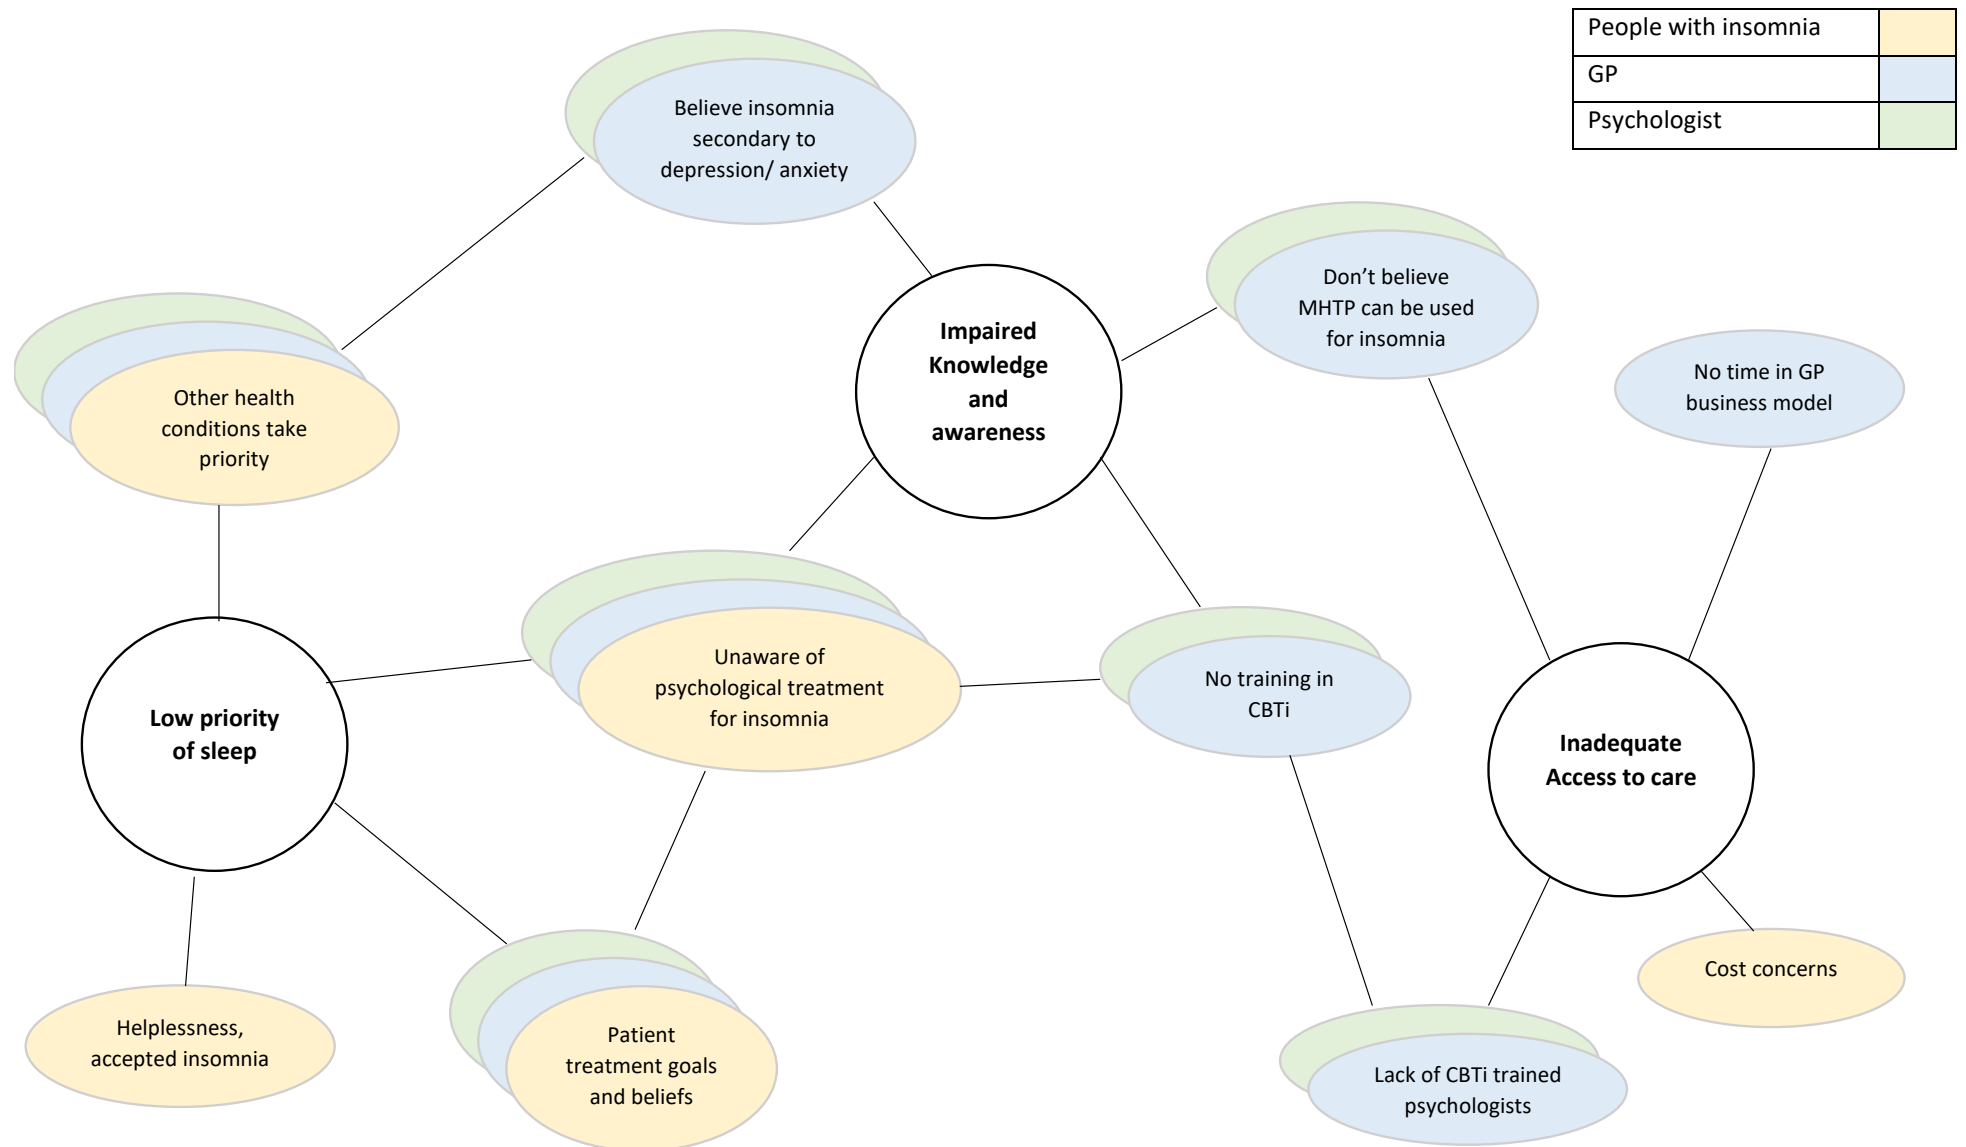 People with insomnia
GP
Psychologist
Believe insomnia
secondary to
depression/ anxiety
Don’t believe
MHTP can be used
for insomnia
Impaired
Knowledge
and
awareness
No time in GP
business model
Other health
conditions take
priority
Unaware of
psychological treatment
for insomnia
No training in
CBTi
Low priority
of sleep
Inadequate
Access to care
Cost concerns
Helplessness,
accepted insomnia
Patient
treatment goals
and beliefs
Lack of CBTi trained
psychologists